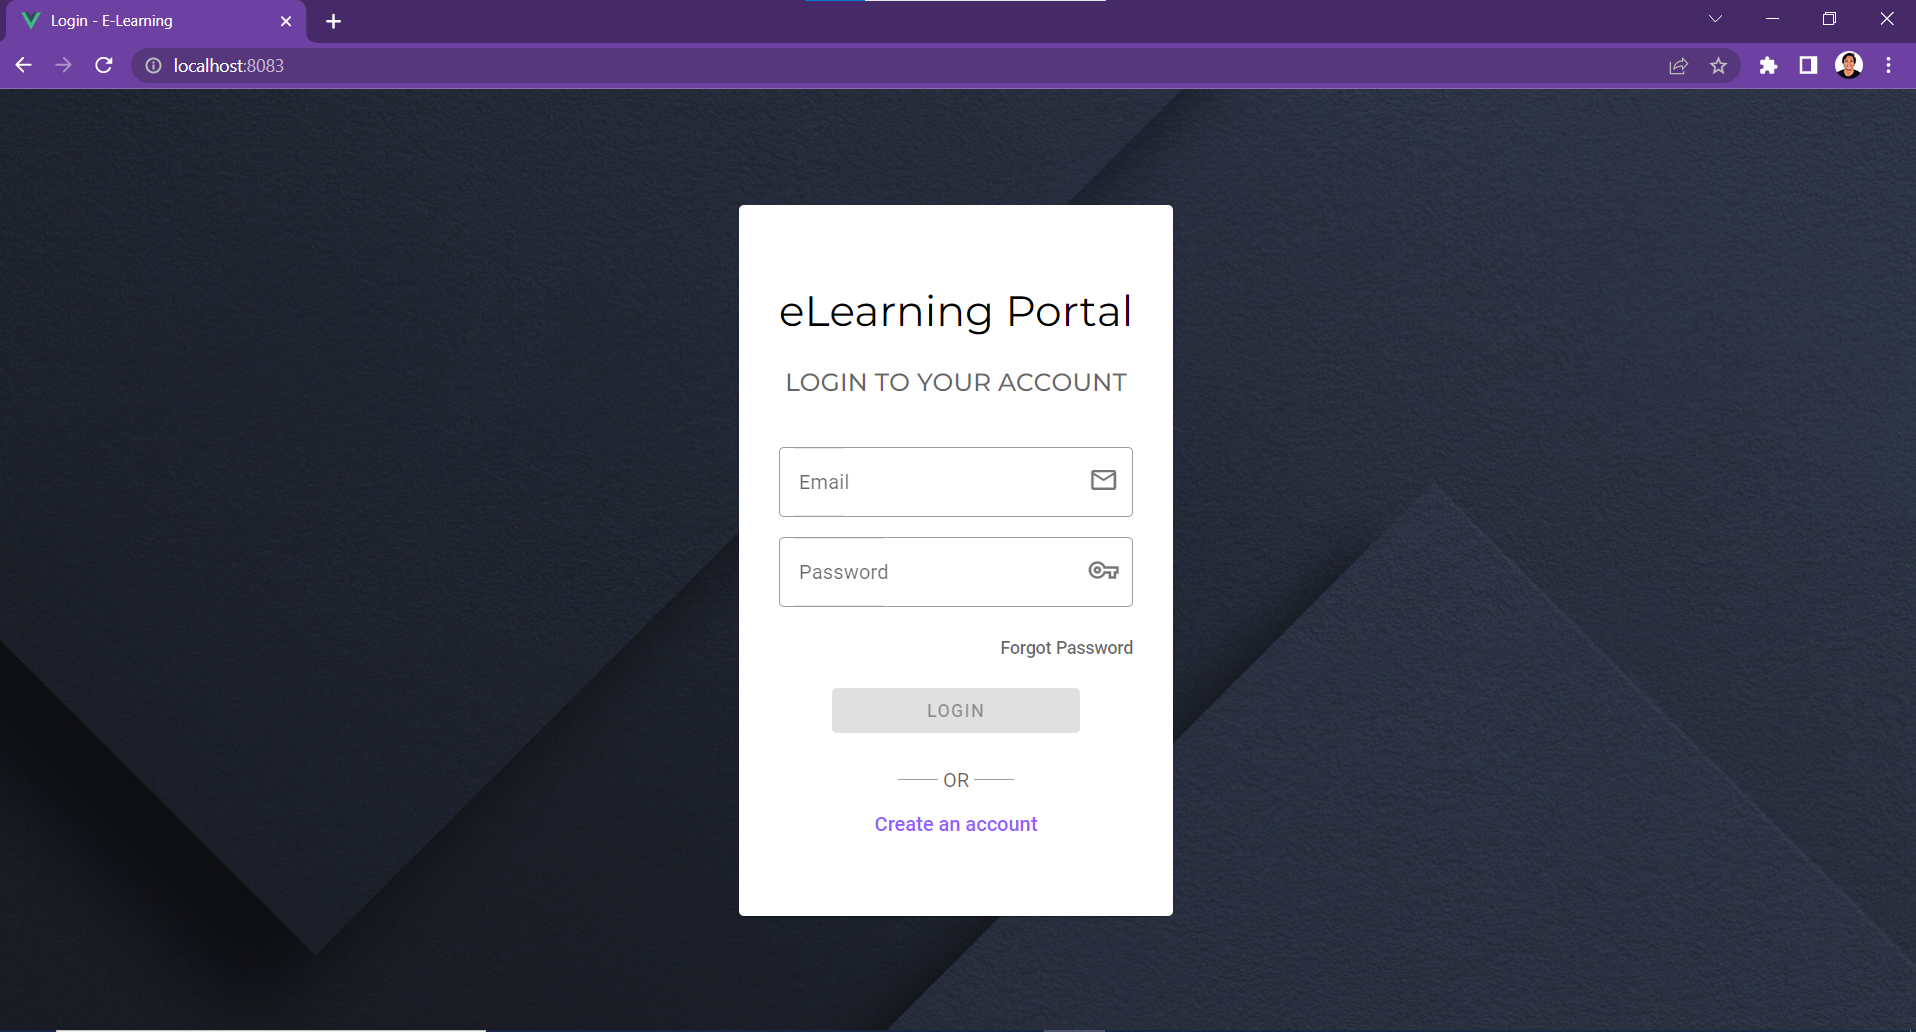 Login - E-Learning
localhost:8083
eLearning Portal
LOGIN TO YOUR ACCOUNT
Email
Password
Forgot Password
LOGIN
OR
Create an account